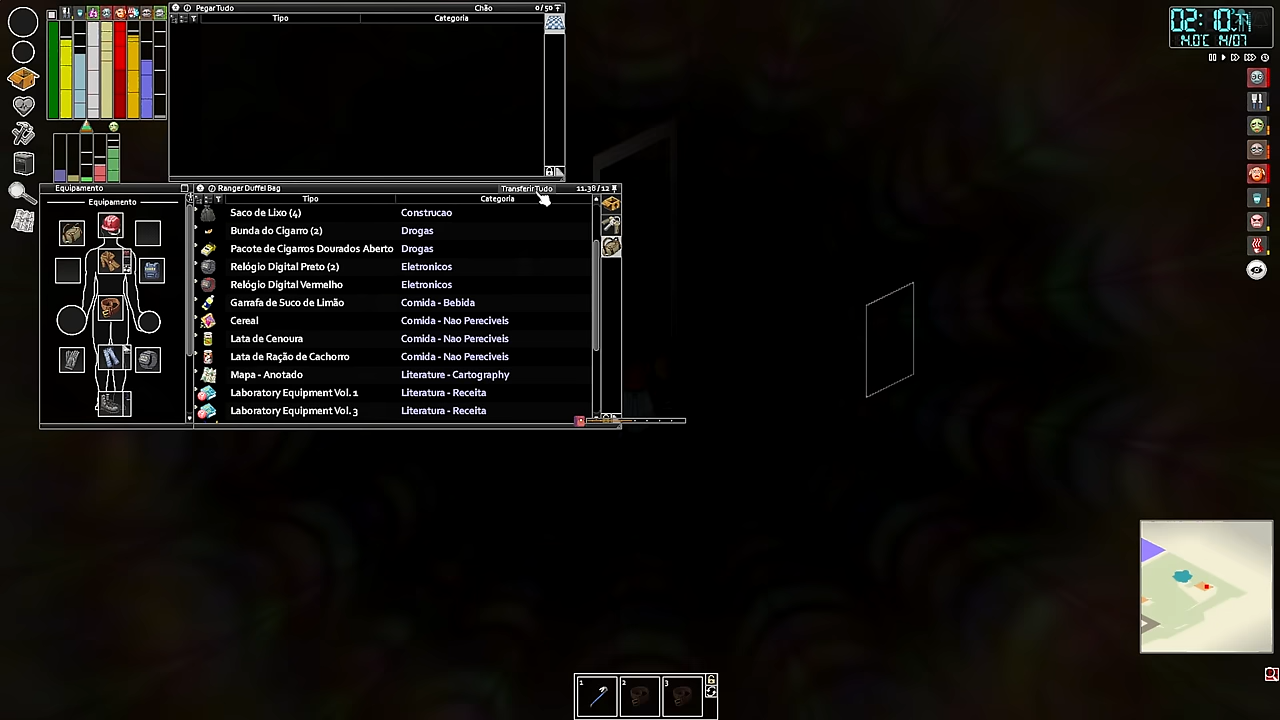 PegarTudo Chão 0/50
Tipo Categoria
02:10
14.0°C 14/07
Equipamento
Equipamento
Ranger Duffel Bag TransferirTudo 11.38/12
Tipo Categoria
Saco de Lixo (4) Construcao
Bunda do Cigarro (2) Drogas
Pacote de Cigarros Dourados Aberto Drogas
Relógio Digital Preto (2) Eletronicos
Relógio Digital Vermelho Eletronicos
Garrafa de Suco de Limão Comida - Bebida
Cereal Comida - Nao Pereciveis
Lata de Cenoura Comida - Nao Pereciveis
Lata de Ração de Cachorro Comida - Nao Pereciveis
Mapa - Anotado Literature - Cartography
Laboratory Equipment Vol. 1 Literatura - Receita
Laboratory Equipment Vol. 3 Literatura - Receita
1 2 3